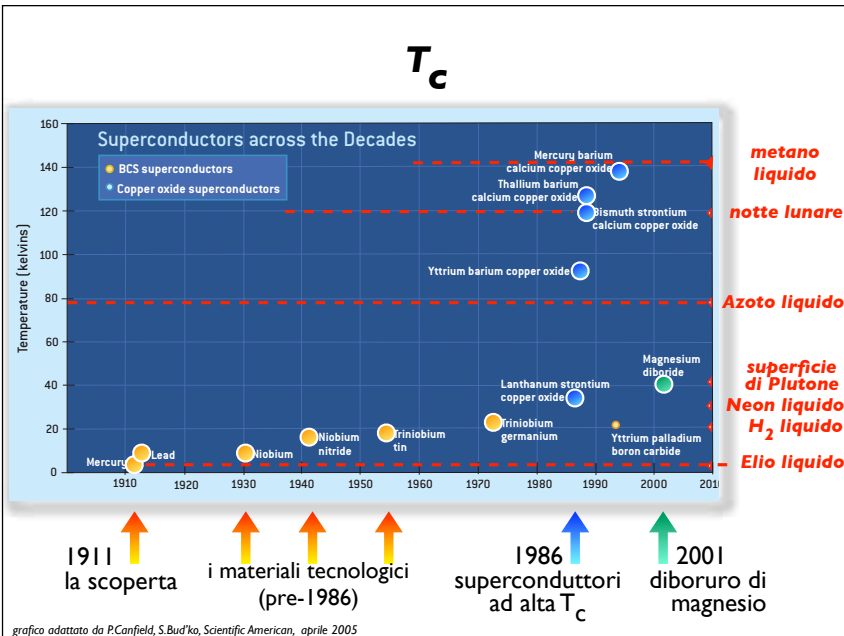 T_c
Superconductors across the Decades
BCS superconductors
Copper oxide superconductors
Temperature (kelvins)
160
140
120
100
80
60
40
20
0
1910
1920
1930
1940
1950
1960
1970
1980
1990
2000
201
Mercury barium
calcium copper oxide
Thallium barium
calcium copper oxide
Bismuth strontium
calcium copper oxide
Yttrium barium copper oxide
Magnesium
diboride
Lanthanum strontium
copper oxide
Mercury
Lead
Niobium
Niobium
nitride
Triniobium
tin
Triniobium
germanium
Yttrium palladium
boron carbide
metano
liquido
notte lunare
Azoto liquido
superficie
di Plutone
Neon liquido
H₂ liquido
Elio liquido
1911
la scoperta
i materiali tecnologici
(pre-1986)
1986
superconduttori
ad alta T_c
2001
diboruro di
magnesio
grafico adattato da P.Canfield, S.Bud'ko, Scientific American, aprile 2005